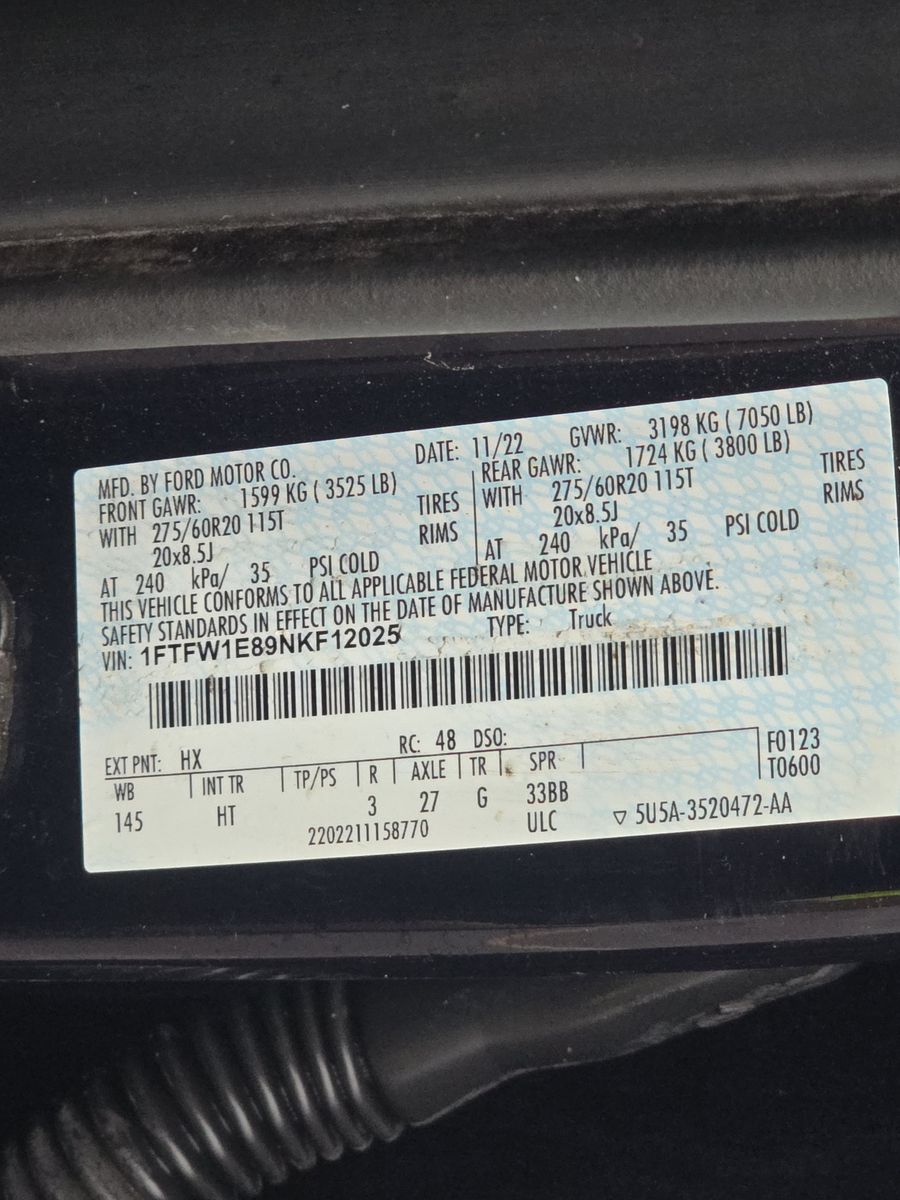 MFD. BY FORD MOTOR CO.
DATE: 11/22
GVWR: 3198 KG ( 7050 LB)
FRONT GAWR: 1599 KG ( 3525 LB)
WITH 275/60R20 115T TIRES
20x8.5J RIMS
AT 240 kPa/ 35 PSI COLD
REAR GAWR: 1724 KG ( 3800 LB)
WITH 275/60R20 115T TIRES
20x8.5J RIMS
AT 240 kPa/ 35 PSI COLD
THIS VEHICLE CONFORMS TO ALL APPLICABLE FEDERAL MOTOR VEHICLE
SAFETY STANDARDS IN EFFECT ON THE DATE OF MANUFACTURE SHOWN ABOVE.
VIN: 1FTFW1E89NKF12025 TYPE: Truck
EXT PNT: HX RC: 48 DSO:
WB INT TR TP/PS R AXLE TR SPR F0123
T0600
145 HT 3 27 G 33BB
2202211158770 ULC ▽ 5U5A-3520472-AA